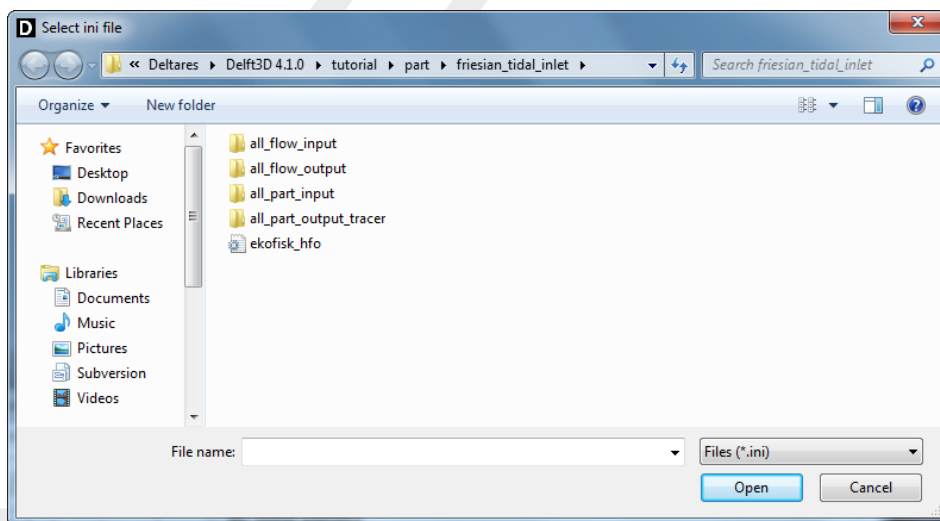 D Select ini file
« Deltares ▸ Delft3D 4.1.0 ▸ tutorial ▸ part ▸ friesian_tidal_inlet ▸ Search friesian_tidal_inlet
Organize New folder
Favorites
Desktop
Downloads
Recent Places
Libraries
Documents
Music
Pictures
Subversion
Videos
all_flow_input
all_flow_output
all_part_input
all_part_output_tracer
ekofisk_hfo
File name: Files (*.ini)
Open Cancel